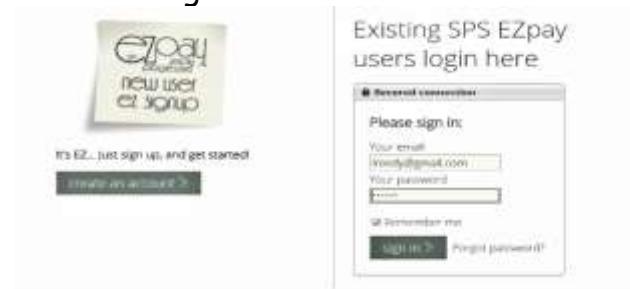 EZpay
new user
ez signup
It's EZ... Just sign up, and get started!
create an account >
Existing SPS EZpay
users login here
Secured connection
Please sign in:
Your email
Your password
Remember me
sign in >
Forgot password?